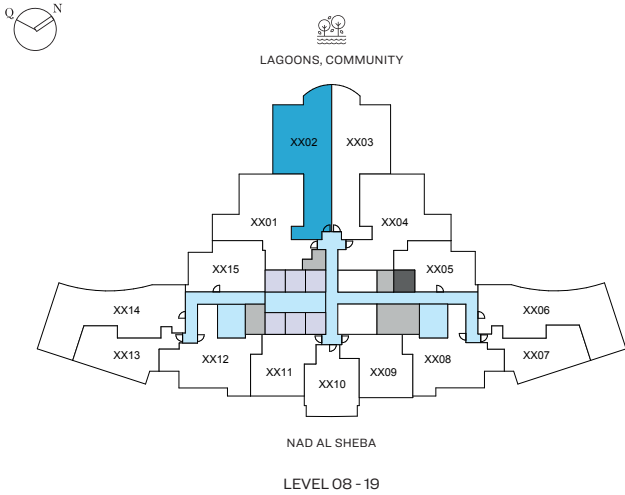 Q N
LAGOONS, COMMUNITY
XX02 XX03
XX01 XX04
XX15 XX05
XX14 XX06
XX13 XX12 XX08 XX07
XX11 XX10 XX09
NAD AL SHEBA
LEVEL 08 - 19